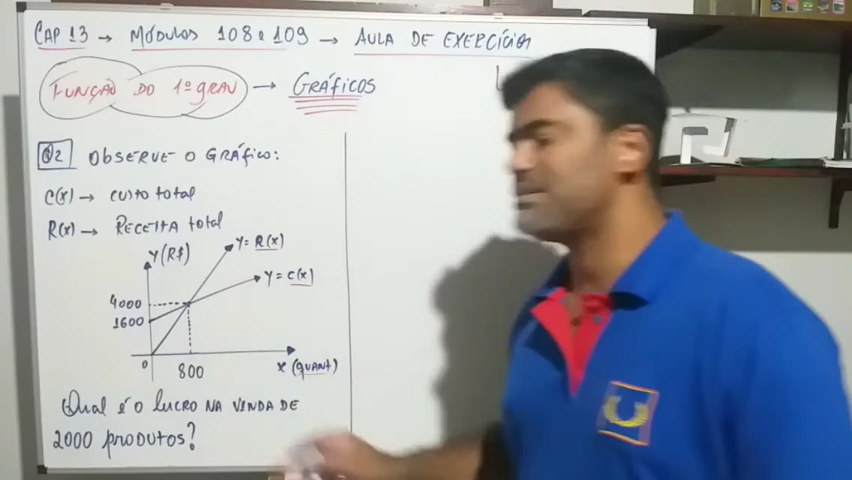 CAP 13 → MÓDULOS 108 e 109 → AULA DE EXERCÍCIOS
FUNÇÃO DO 1º GRAU → GRÁFICOS
Q2 OBSERVE O GRÁFICO:
C(x) → CUSTO TOTAL
R(x) → RECEITA TOTAL
Y(R$) Y = R(x)
Y = C(x)
4000
1600
0 800 X (QUANT)
Qual é o LUCRO NA VENDA DE
2000 PRODUTOS?